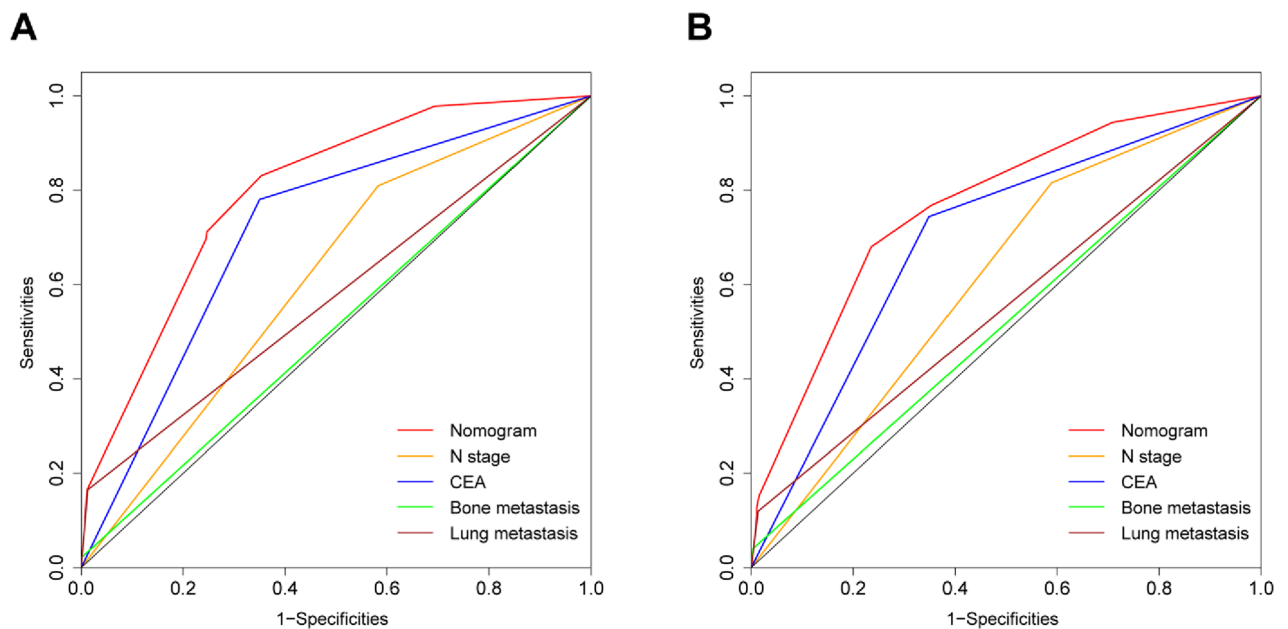 A
1.0
0.8
0.6
0.4
0.2
0.0
Sensitivities
Nomogram
N stage
CEA
Bone metastasis
Lung metastasis
0.0 0.2 0.4 0.6 0.8 1.0
1−Specificities
B
1.0
0.8
0.6
0.4
0.2
0.0
Sensitivities
Nomogram
N stage
CEA
Bone metastasis
Lung metastasis
0.0 0.2 0.4 0.6 0.8 1.0
1−Specificities